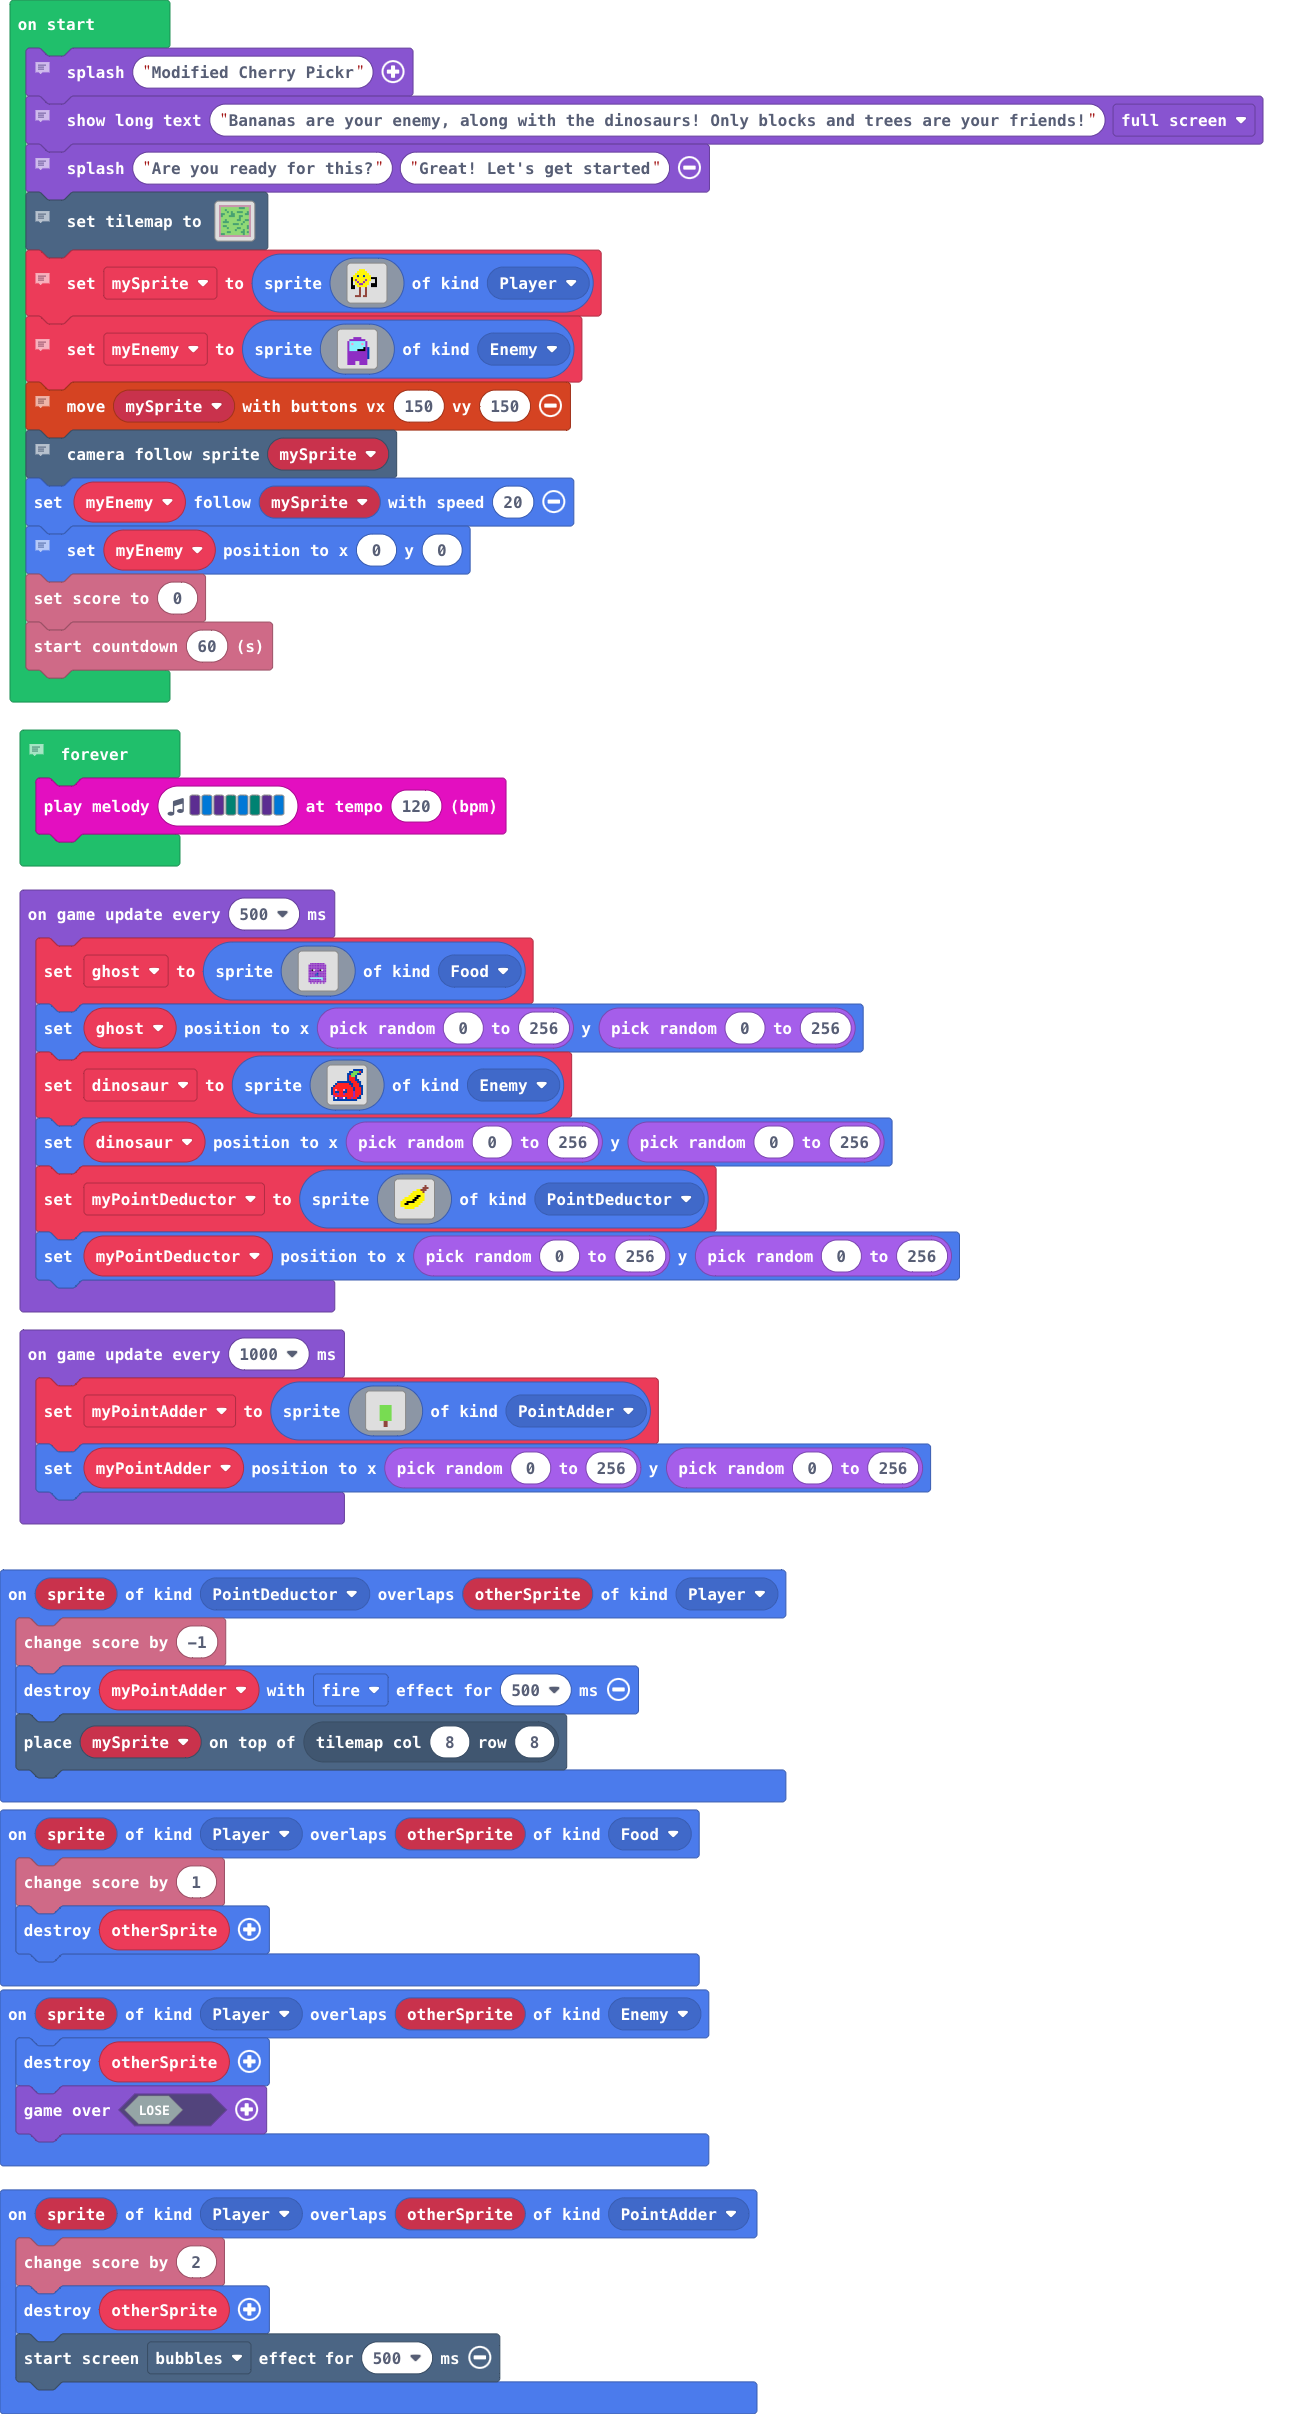 on start
splash "Modified Cherry Pickr"
show long text "Bananas are your enemy, along with the dinosaurs! Only blocks and trees are your friends!" full screen
splash "Are you ready for this?" "Great! Let's get started"
set tilemap to
set mySprite to sprite of kind Player
set myEnemy to sprite of kind Enemy
move mySprite with buttons vx 150 vy 150
camera follow sprite mySprite
set myEnemy follow mySprite with speed 20
set myEnemy position to x 0 y 0
set score to 0
start countdown 60 (s)
forever
play melody at tempo 120 (bpm)
on game update every 500 ms
set ghost to sprite of kind Food
set ghost position to x pick random 0 to 256 y pick random 0 to 256
set dinosaur to sprite of kind Enemy
set dinosaur position to x pick random 0 to 256 y pick random 0 to 256
set myPointDeductor to sprite of kind PointDeductor
set myPointDeductor position to x pick random 0 to 256 y pick random 0 to 256
on game update every 1000 ms
set myPointAdder to sprite of kind PointAdder
set myPointAdder position to x pick random 0 to 256 y pick random 0 to 256
on sprite of kind PointDeductor overlaps otherSprite of kind Player
change score by -1
destroy myPointAdder with fire effect for 500 ms
place mySprite on top of tilemap col 8 row 8
on sprite of kind Player overlaps otherSprite of kind Food
change score by 1
destroy otherSprite
on sprite of kind Player overlaps otherSprite of kind Enemy
destroy otherSprite
game over LOSE
on sprite of kind Player overlaps otherSprite of kind PointAdder
change score by 2
destroy otherSprite
start screen bubbles effect for 500 ms